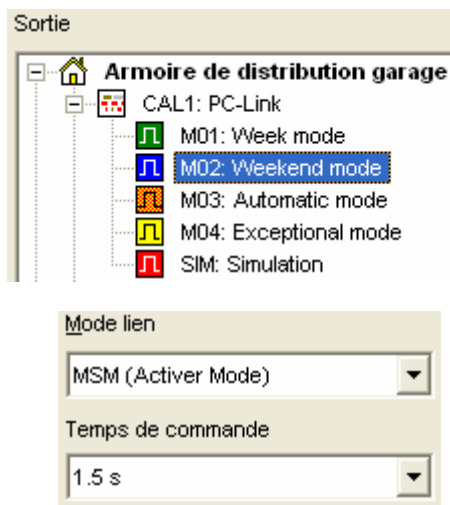 Sortie
Armoire de distribution garage
CAL1: PC-Link
M01: Week mode
M02: Weekend mode
M03: Automatic mode
M04: Exceptional mode
SIM: Simulation
Mode lien
MSM (Activer Mode)
Temps de commande
1.5 s